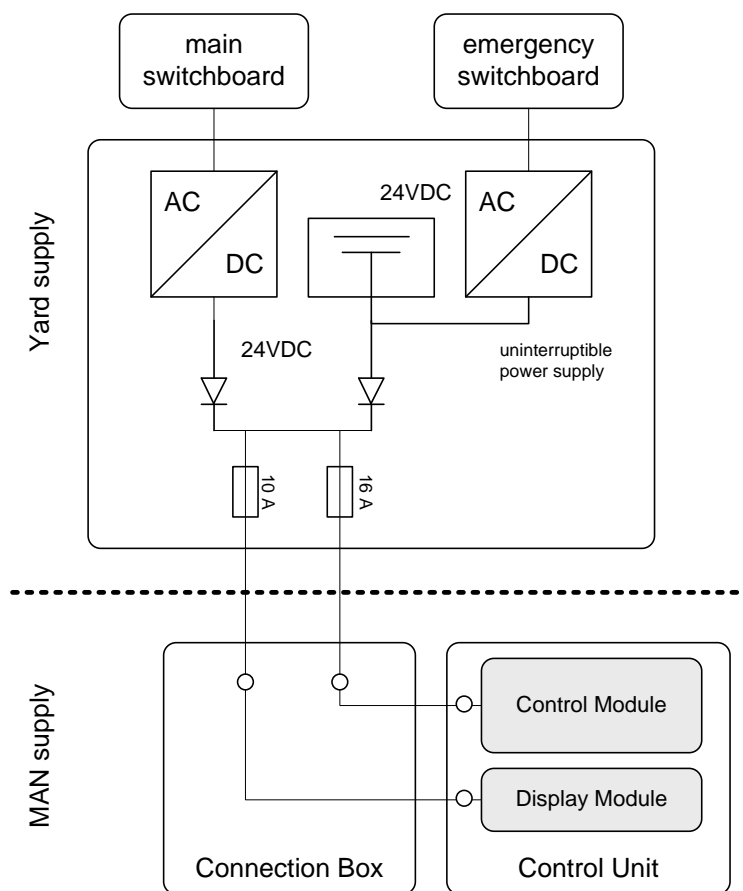 main
switchboard
emergency
switchboard
Yard supply
AC
DC
24VDC
AC
DC
24VDC
uninterruptible
power supply
10 A
16 A
MAN supply
Control Module
Display Module
Connection Box
Control Unit